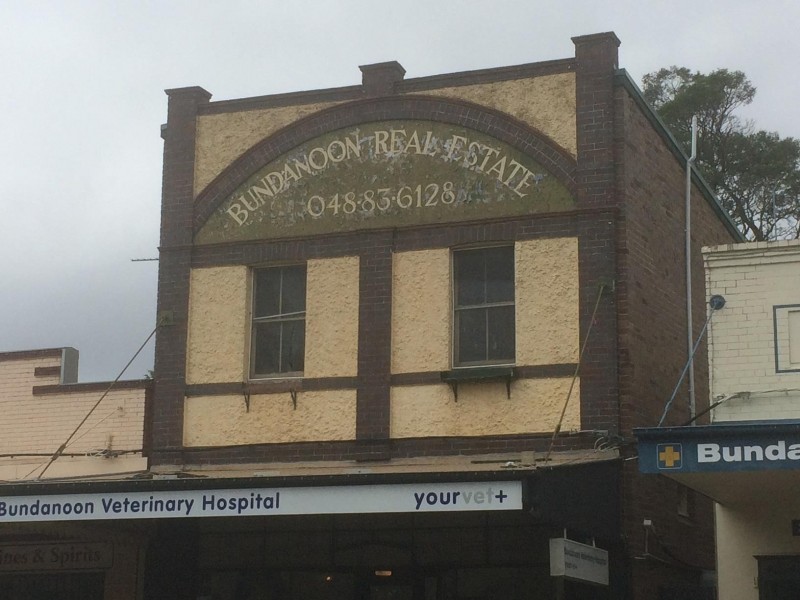 BUNDANOON REAL ESTATE
048·83·6128
Bundanoon Veterinary Hospital
yourvet+
Bunda
ines & Spirits